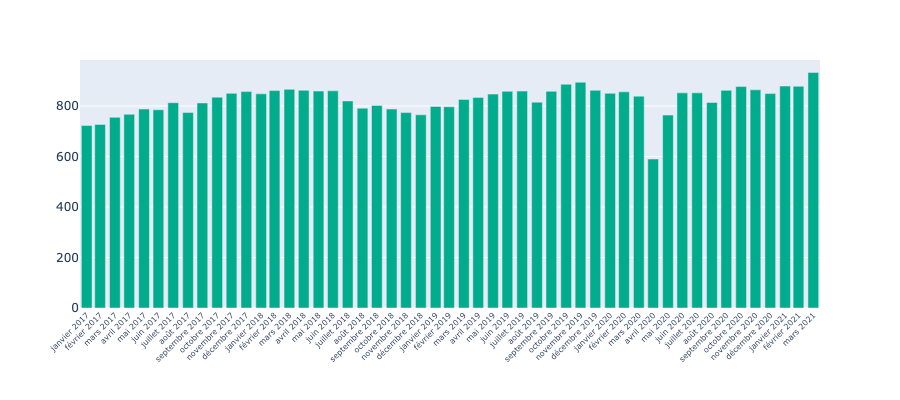 800
600
400
200
0
janvier 2017
février 2017
mars 2017
avril 2017
mai 2017
juin 2017
juillet 2017
août 2017
septembre 2017
octobre 2017
novembre 2017
décembre 2017
janvier 2018
février 2018
mars 2018
avril 2018
mai 2018
juin 2018
juillet 2018
août 2018
septembre 2018
octobre 2018
novembre 2018
décembre 2018
janvier 2019
février 2019
mars 2019
avril 2019
mai 2019
juin 2019
juillet 2019
août 2019
septembre 2019
octobre 2019
novembre 2019
décembre 2019
janvier 2020
février 2020
mars 2020
avril 2020
mai 2020
juin 2020
juillet 2020
août 2020
septembre 2020
octobre 2020
novembre 2020
décembre 2020
janvier 2021
février 2021
mars 2021